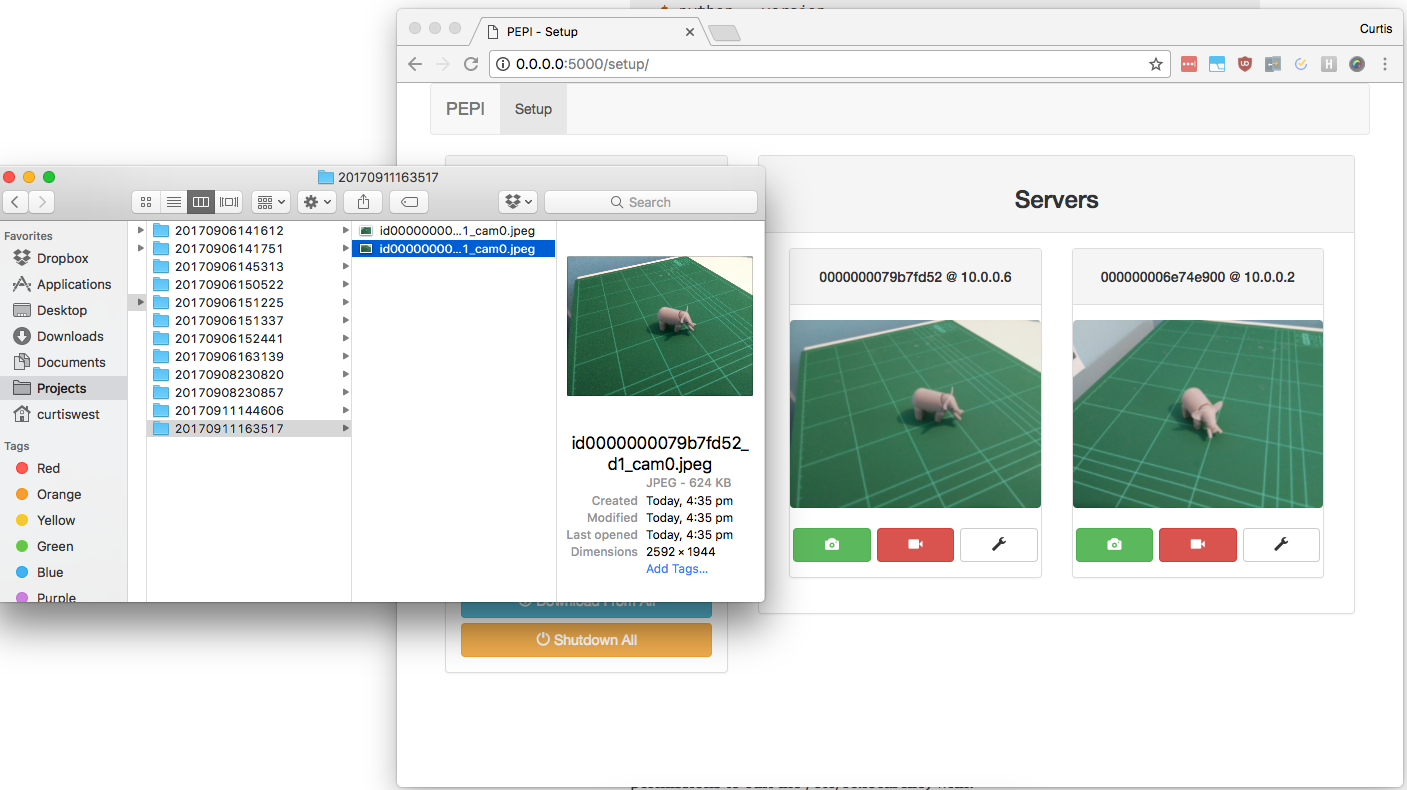 PEPI - Setup
Curtis
0.0.0.0:5000/setup/
PEPI
Setup
20170911163517
Search
Favorites
Dropbox
Applications
Desktop
Downloads
Documents
Projects
curtiswest
Tags
Red
Orange
Yellow
Green
Blue
Purple
20170906141612
20170906141751
20170906145313
20170906150522
20170906151225
20170906151337
20170906152441
20170906163139
20170908230820
20170908230857
20170911144606
20170911163517
id00000000...1_cam0.jpeg
id00000000...1_cam0.jpeg
id0000000079b7fd52_
d1_cam0.jpeg
JPEG - 624 KB
Created Today, 4:35 pm
Modified Today, 4:35 pm
Last opened Today, 4:35 pm
Dimensions 2592 × 1944
Add Tags...
Servers
0000000079b7fd52 @ 10.0.0.6
000000006e74e900 @ 10.0.0.2
Download From All
Shutdown All